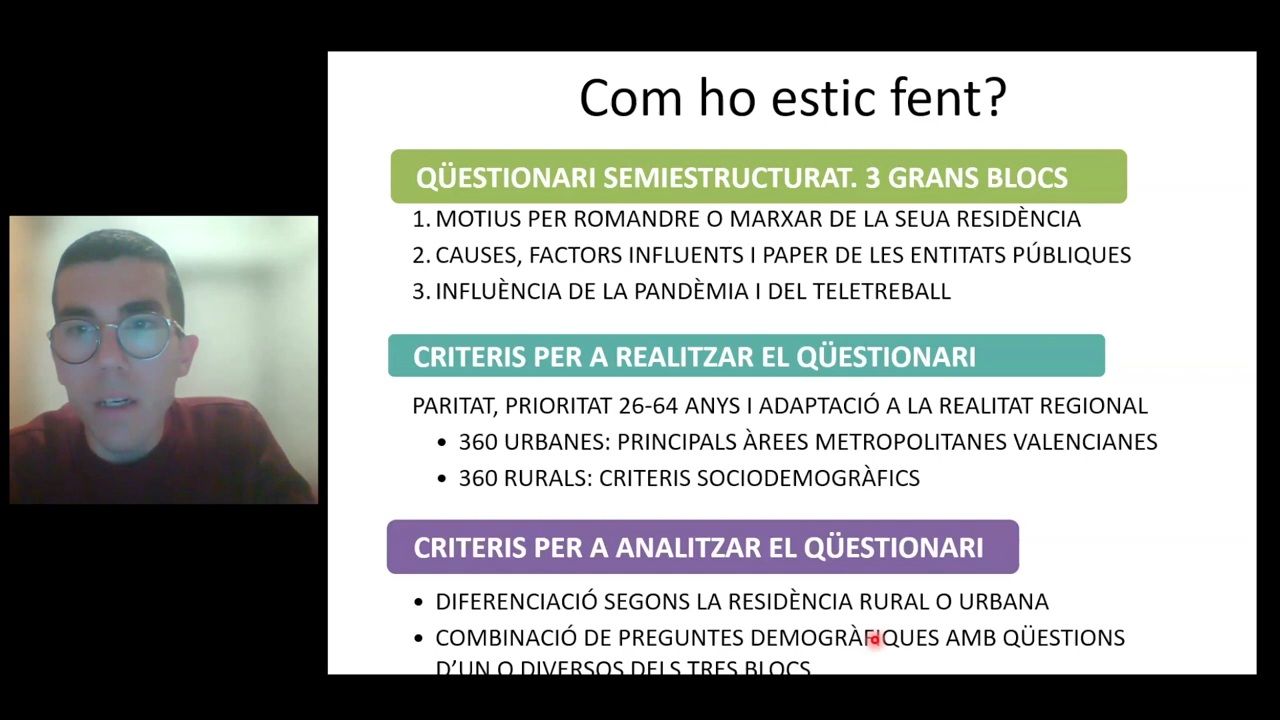 Com ho estic fent?
QÜESTIONARI SEMIESTRUCTURAT. 3 GRANS BLOCS
1. MOTIUS PER ROMANDRE O MARXAR DE LA SEUA RESIDÈNCIA
2. CAUSES, FACTORS INFLUENTS I PAPER DE LES ENTITATS PÚBLIQUES
3. INFLUÈNCIA DE LA PANDÈMIA I DEL TELETREBALL
CRITERIS PER A REALITZAR EL QÜESTIONARI
PARITAT, PRIORITAT 26-64 ANYS I ADAPTACIÓ A LA REALITAT REGIONAL
• 360 URBANES: PRINCIPALS ÀREES METROPOLITANES VALENCIANES
• 360 RURALS: CRITERIS SOCIODEMOGRÀFICS
CRITERIS PER A ANALITZAR EL QÜESTIONARI
• DIFERENCIACIÓ SEGONS LA RESIDÈNCIA RURAL O URBANA
• COMBINACIÓ DE PREGUNTES DEMOGRÀFIQUES AMB QÜESTIONS
D'UN O DIVERSOS DELS TRES BLOCS